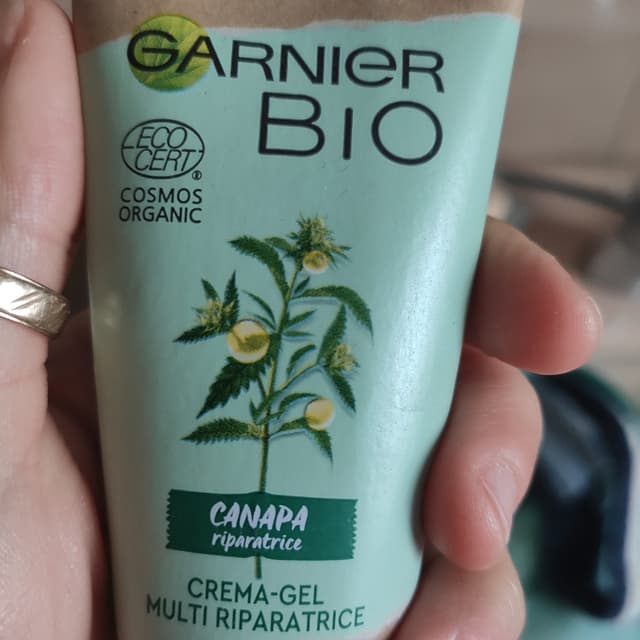 GARNIER
BIO
ECO
CERT
®
COSMOS
ORGANIC
CANAPA
riparatrice
CREMA-GEL
MULTI RIPARATRICE